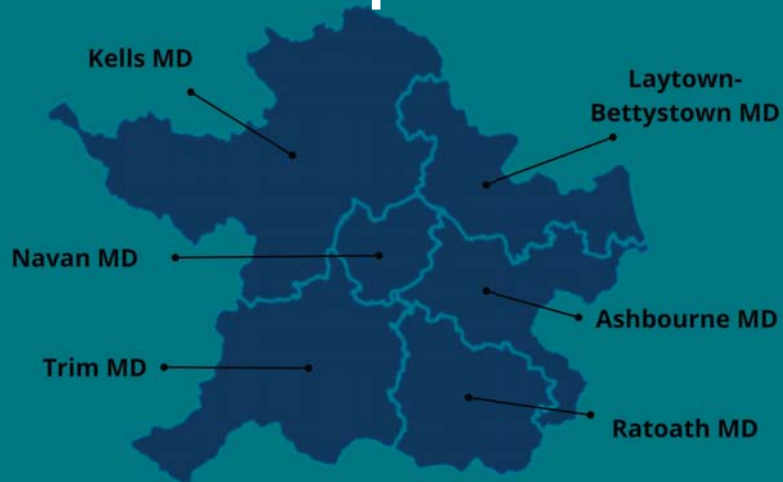 Kells MD
Laytown-
Bettystown MD
Navan MD
Ashbourne MD
Trim MD
Ratoath MD